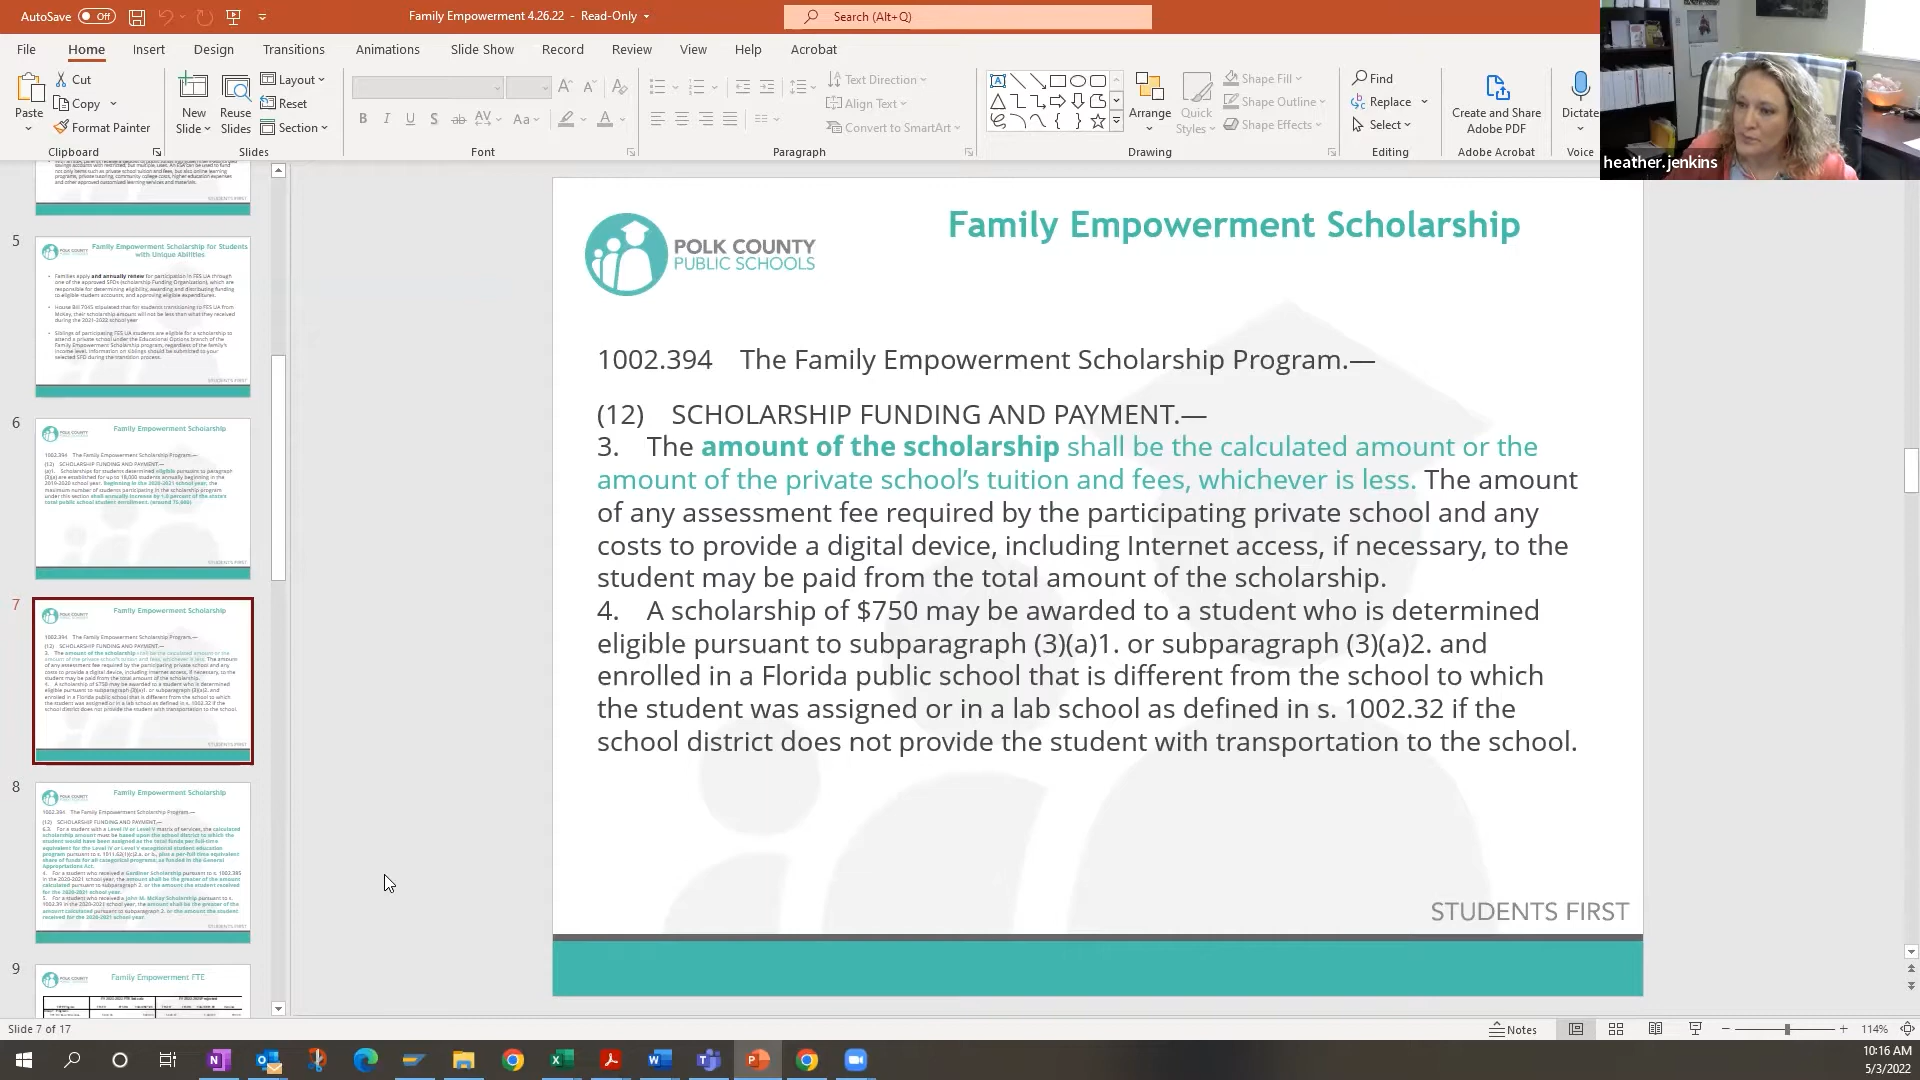 AutoSave Off
Family Empowerment 4.26.22 - Read-Only
Search (Alt+Q)
File Home Insert Design Transitions Animations Slide Show Record Review View Help Acrobat
Paste
Cut
Copy
Format Painter
Clipboard
New Slide
Reuse Slides
Layout
Reset
Section
Slides
Font
Text Direction
Align Text
Convert to SmartArt
Paragraph
Arrange
Quick Styles
Shape Fill
Shape Outline
Shape Effects
Drawing
Find
Replace
Select
Editing
Create and Share Adobe PDF
Adobe Acrobat
Dictate
Voice
heather.jenkins
5
Family Empowerment Scholarship for Students
with Unique Abilities
6
Family Empowerment Scholarship
7
Family Empowerment Scholarship
8
Family Empowerment Scholarship
9
Family Empowerment FTE
POLK COUNTY
PUBLIC SCHOOLS
Family Empowerment Scholarship
1002.394 The Family Empowerment Scholarship Program.—
(12) SCHOLARSHIP FUNDING AND PAYMENT.—
3. The amount of the scholarship shall be the calculated amount or the
amount of the private school's tuition and fees, whichever is less. The amount
of any assessment fee required by the participating private school and any
costs to provide a digital device, including Internet access, if necessary, to the
student may be paid from the total amount of the scholarship.
4. A scholarship of $750 may be awarded to a student who is determined
eligible pursuant to subparagraph (3)(a)1. or subparagraph (3)(a)2. and
enrolled in a Florida public school that is different from the school to which
the student was assigned or in a lab school as defined in s. 1002.32 if the
school district does not provide the student with transportation to the school.
STUDENTS FIRST
Slide 7 of 17
Notes
114%
10:16 AM
5/3/2022